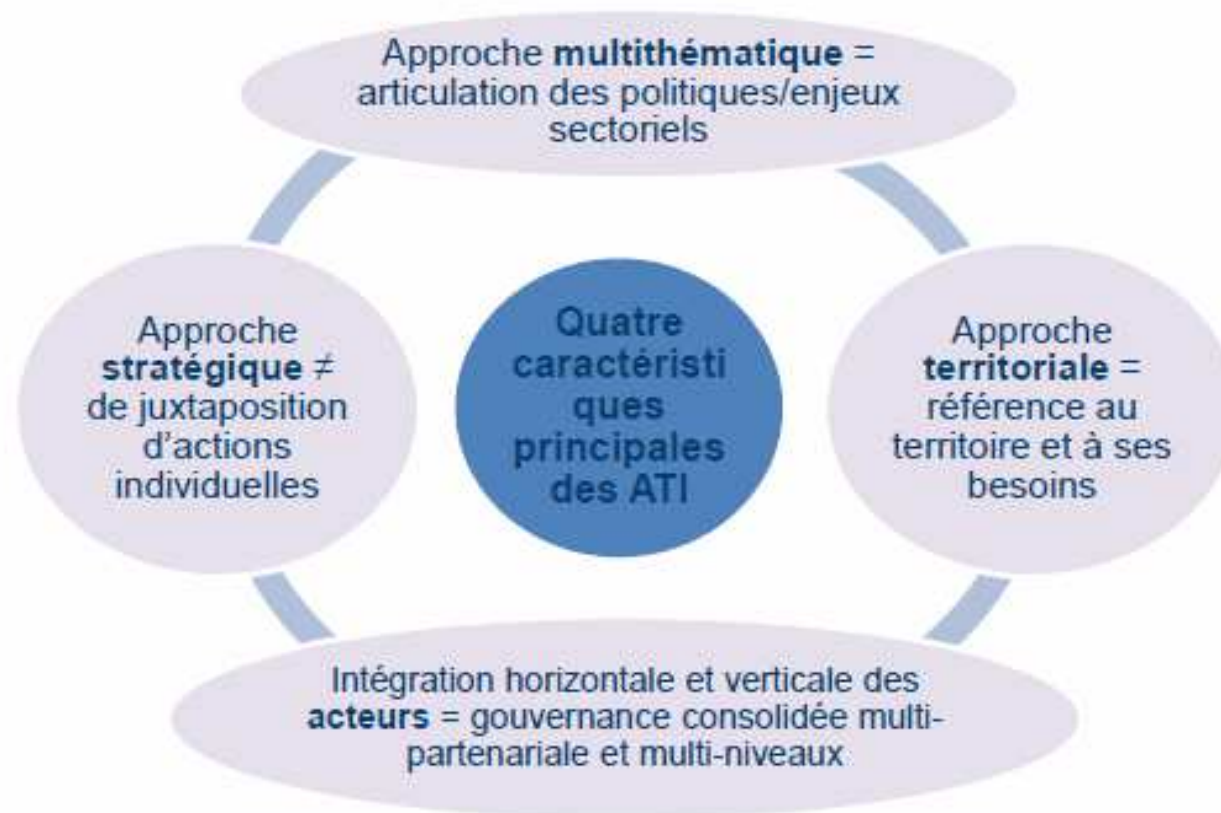 Approche multithématique =
articulation des politiques/enjeux
sectoriels
Approche
stratégique ≠
de juxtaposition
d'actions
individuelles
Quatre
caractéristi
ques
principales
des ATI
Approche
territoriale =
référence au
territoire et à ses
besoins
Intégration horizontale et verticale des
acteurs = gouvernance consolidée multi-
partenariale et multi-niveaux